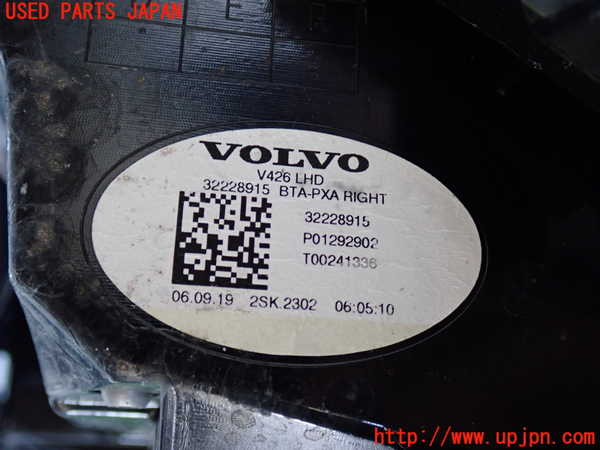 USED PARTS JAPAN
VOLVO
V426 LHD
32228915 BTA-PXA RIGHT
32228915
P01292902
T00241336
06.09.19 2SK.2302 06:05:10
http://www.upjpn.com/